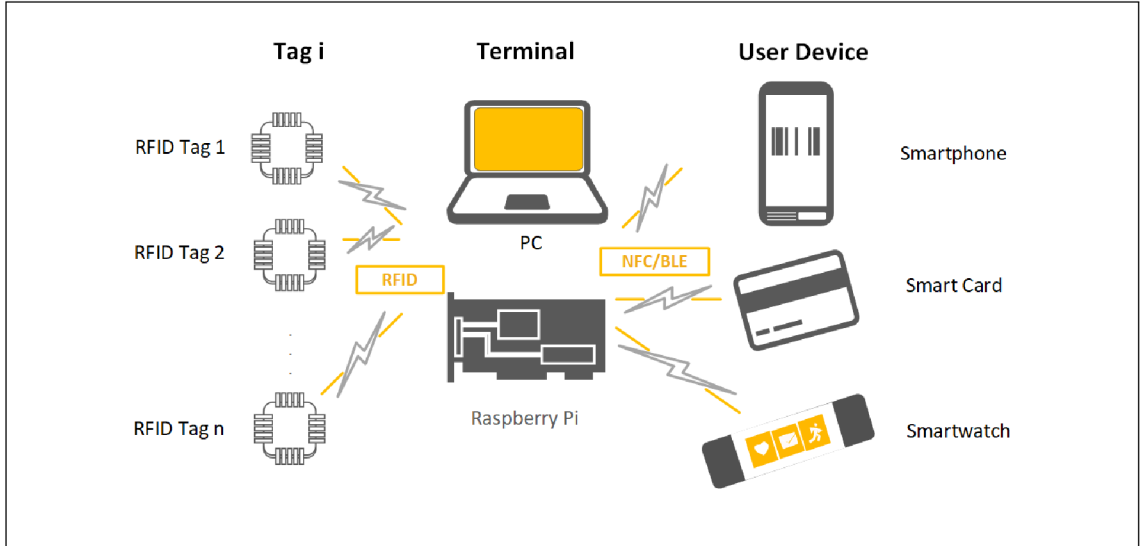 Tag i
Terminal
User Device
RFID Tag 1
Smartphone
PC
RFID Tag 2
NFC/BLE
RFID
Smart Card
Raspberry Pi
RFID Tag n
Smartwatch